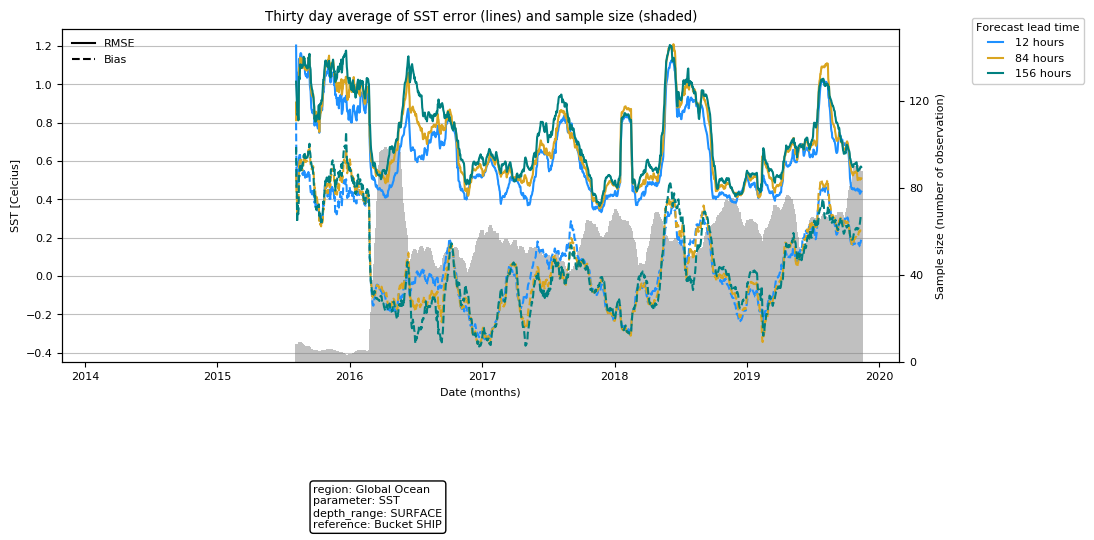 Thirty day average of SST error (lines) and sample size (shaded)
Forecast lead time
12 hours
84 hours
156 hours
RMSE
Bias
1.2
1.0
0.8
0.6
0.4
0.2
0.0
−0.2
−0.4
SST [Celcius]
120
80
40
0
Sample size (number of observation)
2014 2015 2016 2017 2018 2019 2020
Date (months)
region: Global Ocean
parameter: SST
depth_range: SURFACE
reference: Bucket SHIP